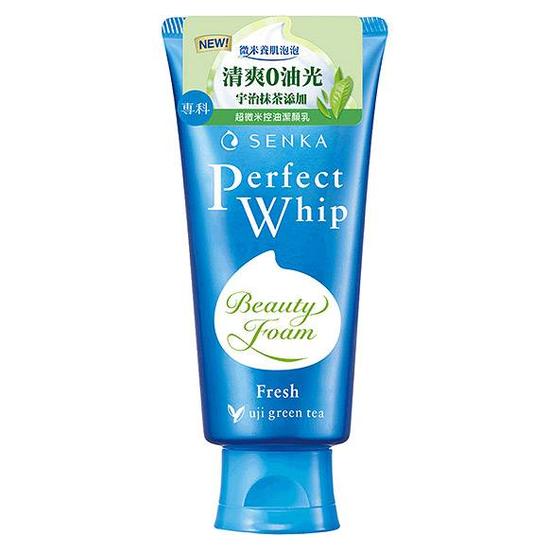 NEW!
微米養肌泡泡
清爽0油光
宇治抹茶添加
專科
超微米控油潔顏乳
SENKA
Perfect
Whip
Beauty
Foam
Fresh
uji green tea